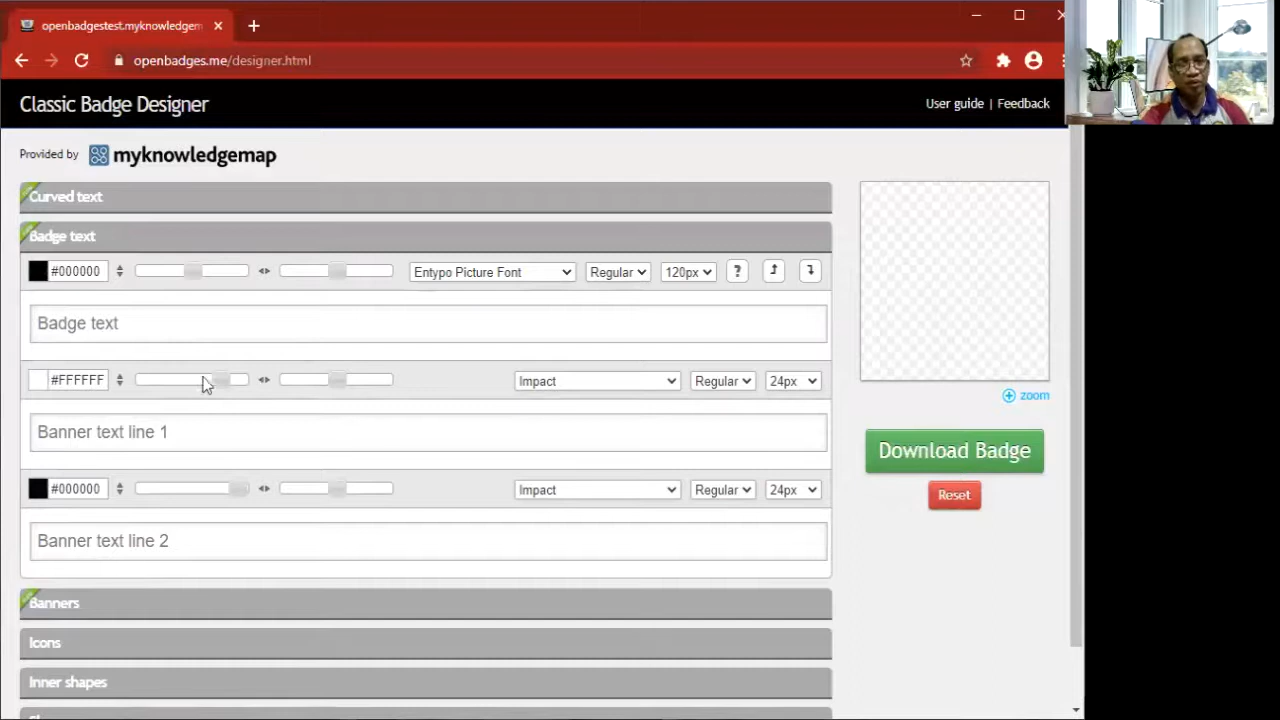 openbadgestest.myknowledgem
openbadges.me/designer.html
Classic Badge Designer
User guide | Feedback
Provided by myknowledgemap
Curved text
Badge text
#000000
Entypo Picture Font
Regular
120px
?
Badge text
#FFFFFF
Impact
Regular
24px
Banner text line 1
#000000
Impact
Regular
24px
Banner text line 2
Banners
Icons
Inner shapes
zoom
Download Badge
Reset